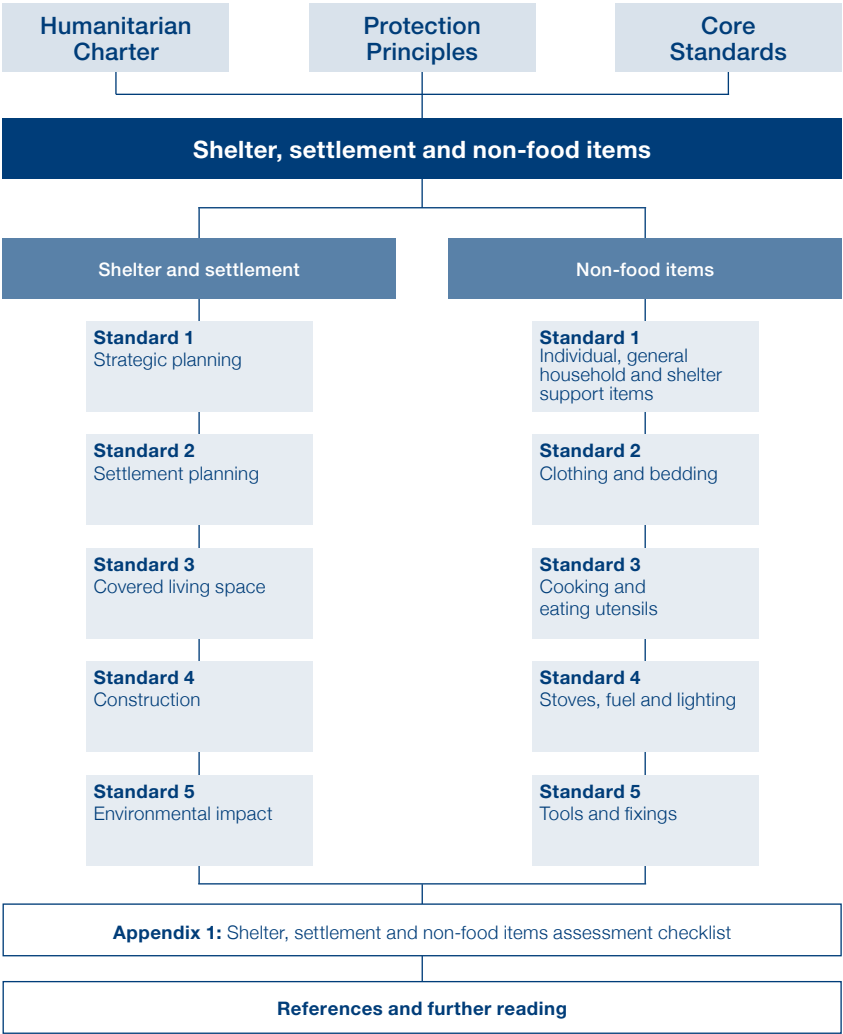 Humanitarian
Charter
Protection
Principles
Core
Standards
Shelter, settlement and non-food items
Shelter and settlement
Standard 1
Strategic planning
Standard 2
Settlement planning
Standard 3
Covered living space
Standard 4
Construction
Standard 5
Environmental impact
Non-food items
Standard 1
Individual, general
household and shelter
support items
Standard 2
Clothing and bedding
Standard 3
Cooking and
eating utensils
Standard 4
Stoves, fuel and lighting
Standard 5
Tools and fixings
Appendix 1: Shelter, settlement and non-food items assessment checklist
References and further reading